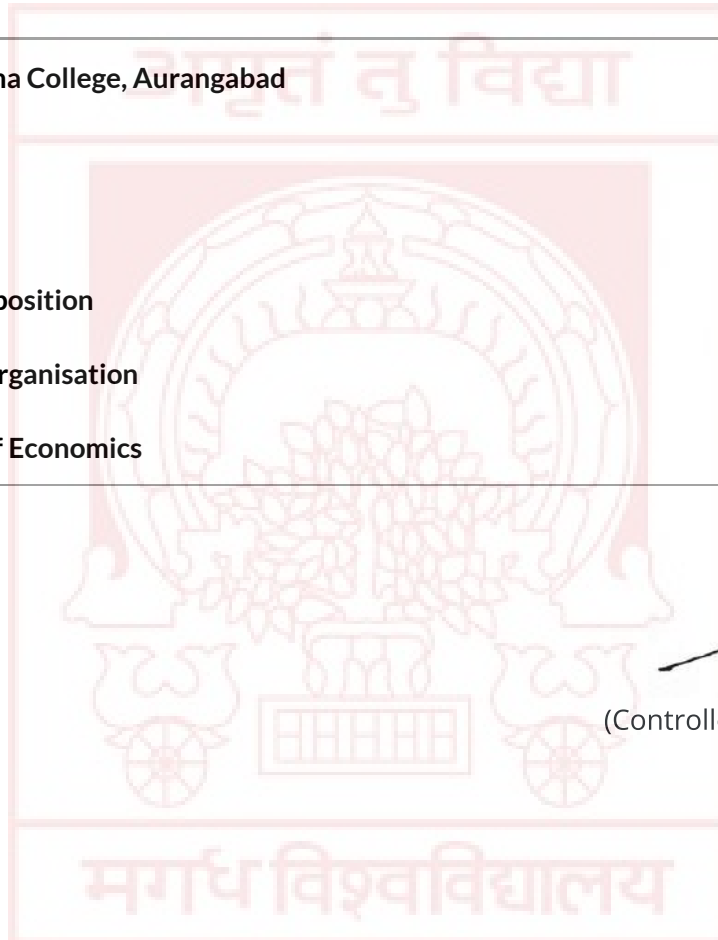 अमृतं तु विद्या
na College, Aurangabad
position
rganisation
f Economics
(Controll
मगध विश्वविद्यालय